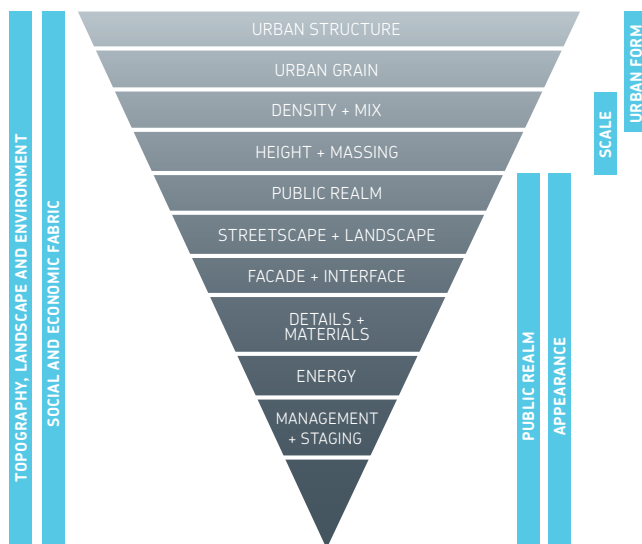 URBAN STRUCTURE
URBAN GRAIN
DENSITY + MIX
HEIGHT + MASSING
PUBLIC REALM
STREETSCAPE + LANDSCAPE
FACADE + INTERFACE
DETAILS +
MATERIALS
ENERGY
MANAGEMENT
+ STAGING
TOPOGRAPHY, LANDSCAPE AND ENVIRONMENT
SOCIAL AND ECONOMIC FABRIC
PUBLIC REALM
APPEARANCE
SCALE
URBAN FORM